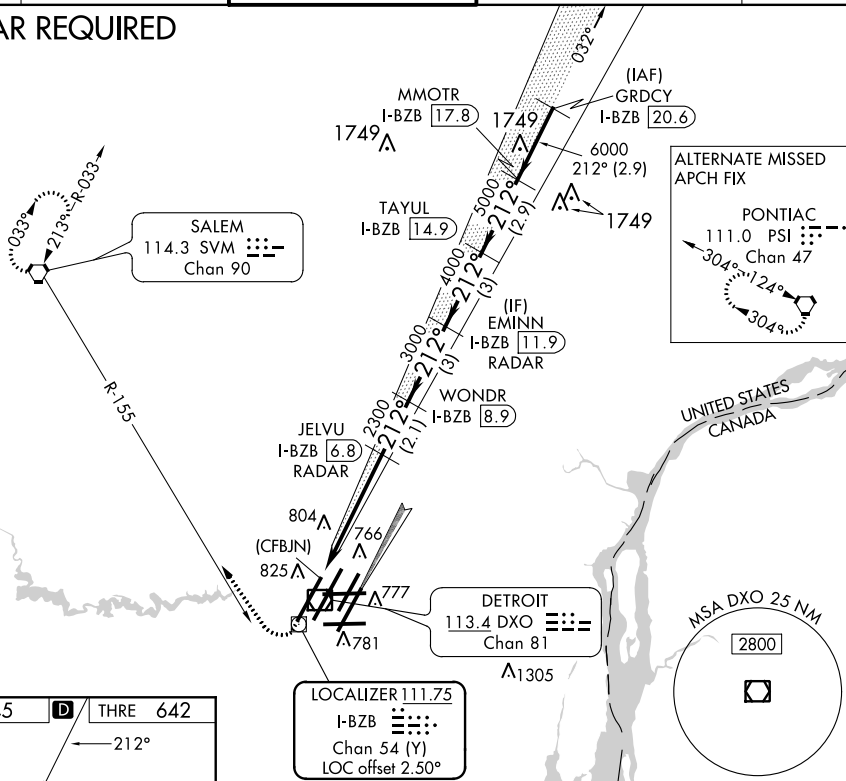 AR REQUIRED
032°
(IAF)
GRDCY
I-BZB 20.6
MMOTR
I-BZB 17.8
1749
1749
6000
212° (2.9)
1749
5000
212°
(2.9)
TAYUL
I-BZB 14.9
4000
212°
(3)
(IF)
EMINN
I-BZB 11.9
RADAR
3000
212°
(3)
WONDR
I-BZB 8.9
2300
212°
(2.1)
JELVU
I-BZB 6.8
RADAR
R-033
033°
213°
SALEM
114.3 SVM
Chan 90
R-155
ALTERNATE MISSED
APCH FIX
PONTIAC
111.0 PSI
Chan 47
304°
124°
304°
UNITED STATES
CANADA
804
766
(CFBJN)
825
777
781
DETROIT
113.4 DXO
Chan 81
1305
LOCALIZER 111.75
I-BZB
Chan 54 (Y)
LOC offset 2.50°
MSA DXO 25 NM
2800
5
D
THRE 642
212°